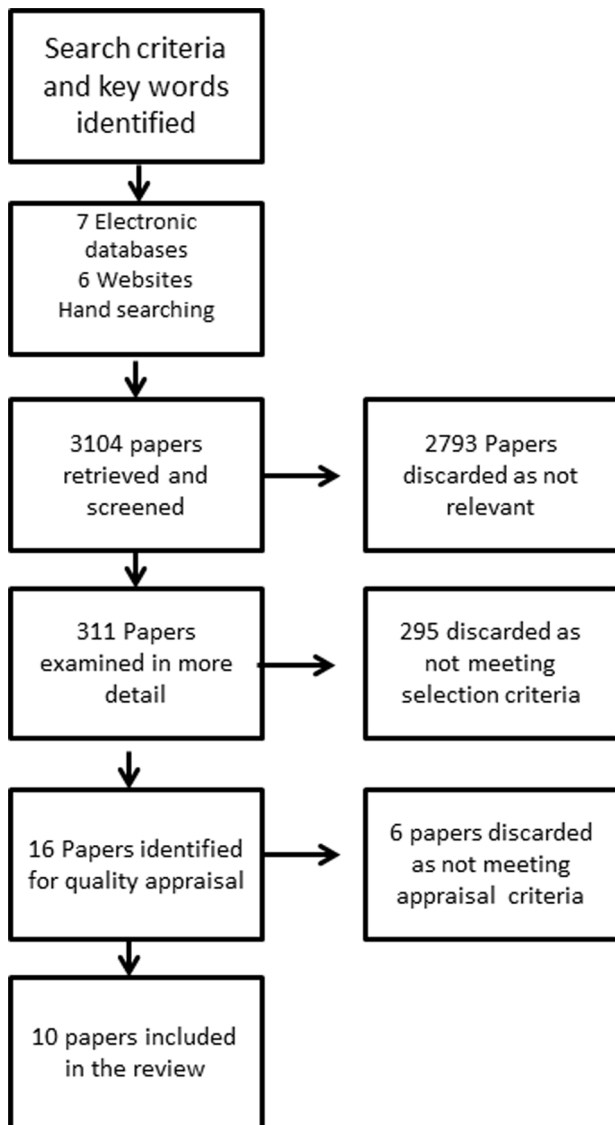 Search criteria
and key words
identified
7 Electronic
databases
6 Websites
Hand searching
3104 papers
retrieved and
screened
2793 Papers
discarded as not
relevant
311 Papers
examined in more
detail
295 discarded as
not meeting
selection criteria
16 Papers identified
for quality appraisal
6 papers discarded
as not meeting
appraisal criteria
10 papers included
in the review